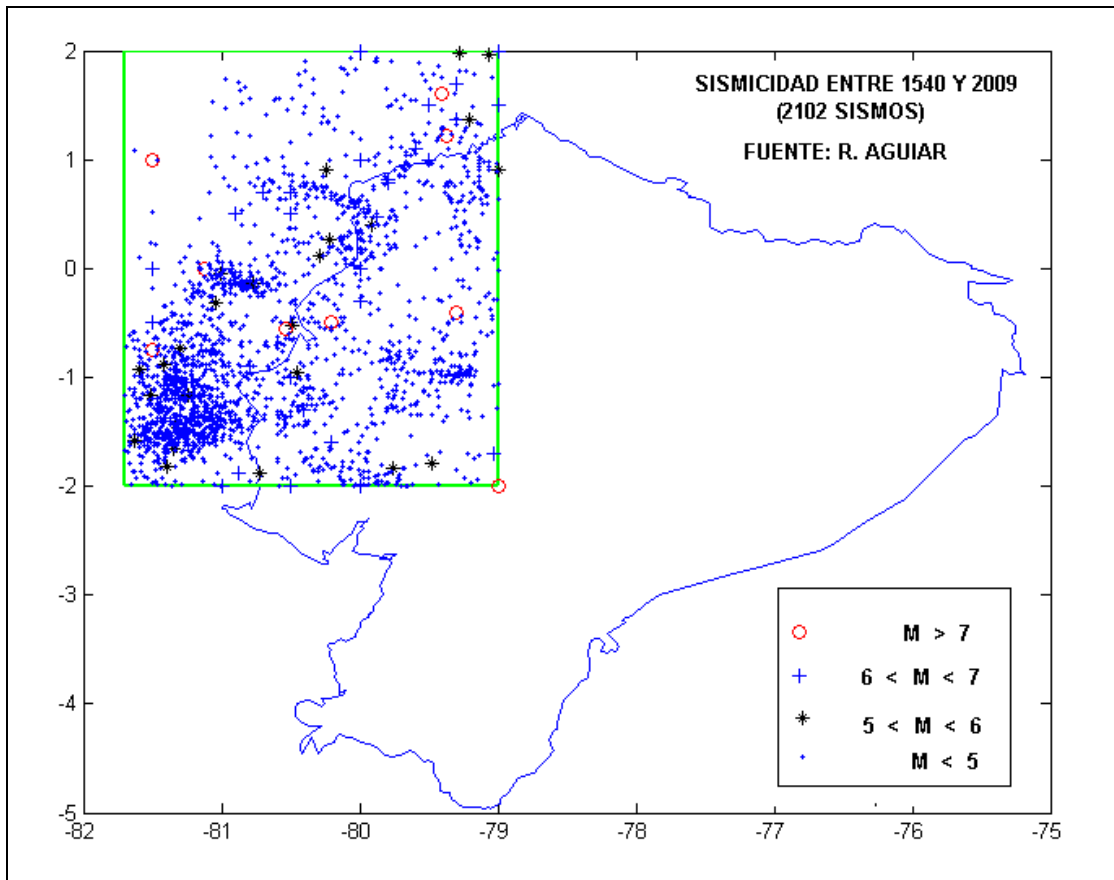 SISMICIDAD ENTRE 1540 Y 2009
(2102 SISMOS)
FUENTE: R. AGUIAR
2
1
0
-1
-2
-3
-4
-5
M > 7
6 < M < 7
5 < M < 6
M < 5
-82
-81
-80
-79
-78
-77
-76
-75